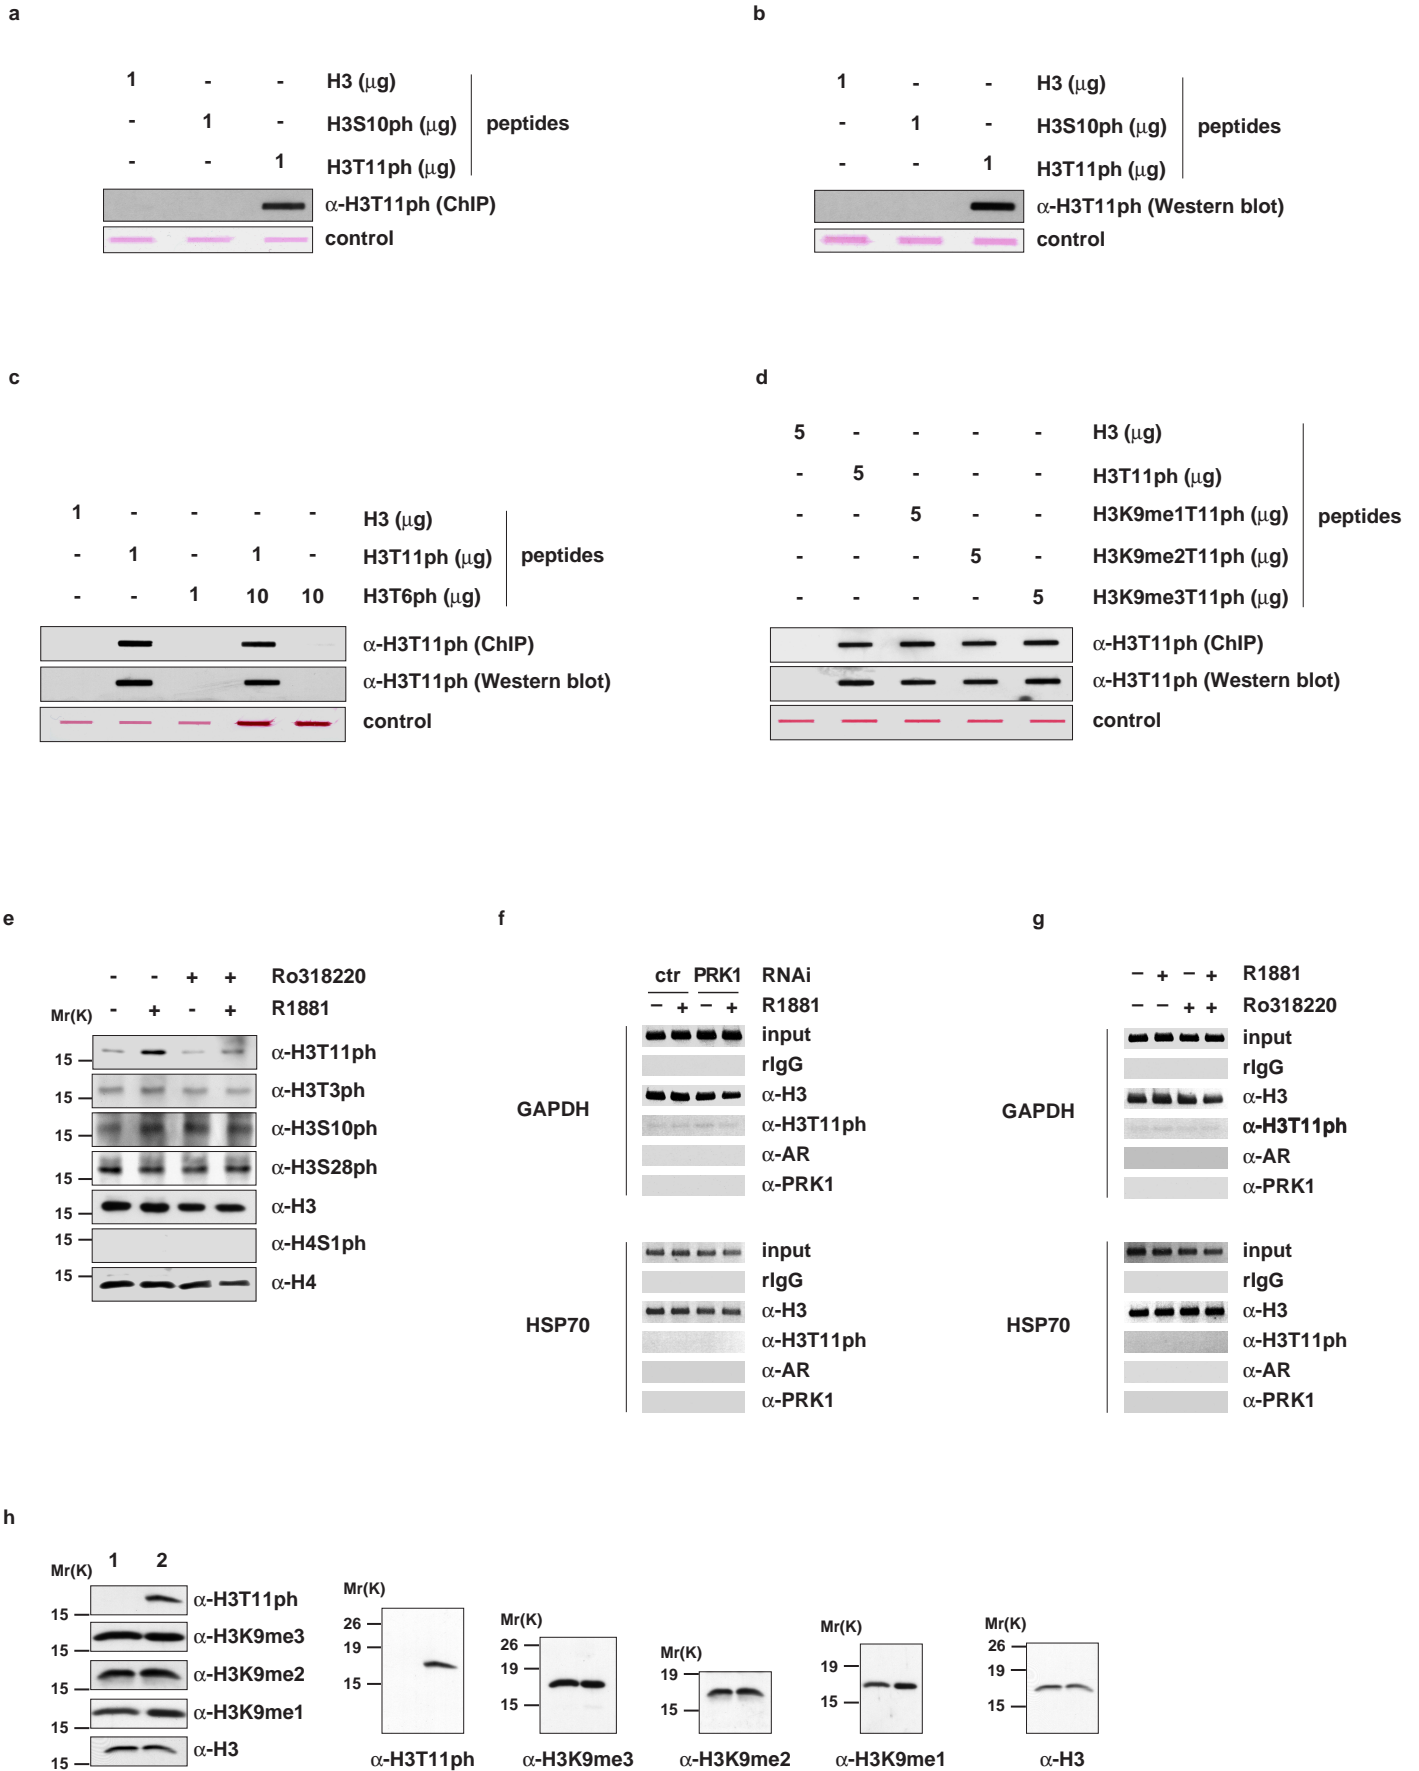 a
1 - - H3 (μg)
- 1 - H3S10ph (μg)
peptides
- - 1 H3T11ph (μg)
α-H3T11ph (ChIP)
control
b
1 - - H3 (μg)
- 1 - H3S10ph (μg)
peptides
- - 1 H3T11ph (μg)
α-H3T11ph (Western blot)
control
c
1 - - - - H3 (μg)
- 1 - 1 - H3T11ph (μg)
peptides
- - 1 10 10 H3T6ph (μg)
α-H3T11ph (ChIP)
α-H3T11ph (Western blot)
control
d
5 - - - - H3 (μg)
- 5 - - - H3T11ph (μg)
- - 5 - - H3K9me1T11ph (μg)
peptides
- - - 5 - H3K9me2T11ph (μg)
- - - - 5 H3K9me3T11ph (μg)
α-H3T11ph (ChIP)
α-H3T11ph (Western blot)
control
e
- - + + Ro318220
Mr(K) - + - + R1881
15 α-H3T11ph
15 α-H3T3ph
15 α-H3S10ph
15 α-H3S28ph
15 α-H3
15 α-H4S1ph
15 α-H4
f
ctr PRK1 RNAi
- + - + R1881
GAPDH
input
rIgG
α-H3
α-H3T11ph
α-AR
α-PRK1
HSP70
input
rIgG
α-H3
α-H3T11ph
α-AR
α-PRK1
g
- + - + R1881
- - + + Ro318220
GAPDH
input
rIgG
α-H3
α-H3T11ph
α-AR
α-PRK1
HSP70
input
rIgG
α-H3
α-H3T11ph
α-AR
α-PRK1
h
Mr(K) 1 2
15 α-H3T11ph
15 α-H3K9me3
15 α-H3K9me2
15 α-H3K9me1
15 α-H3
Mr(K)
26
19
15
α-H3T11ph
Mr(K)
26
19
15
α-H3K9me3
Mr(K)
19
15
α-H3K9me2
Mr(K)
19
15
α-H3K9me1
Mr(K)
26
19
15
α-H3